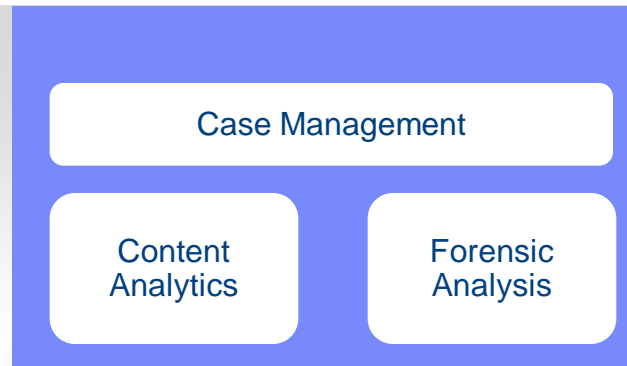 Case Management
Content
Analytics
Forensic
Analysis